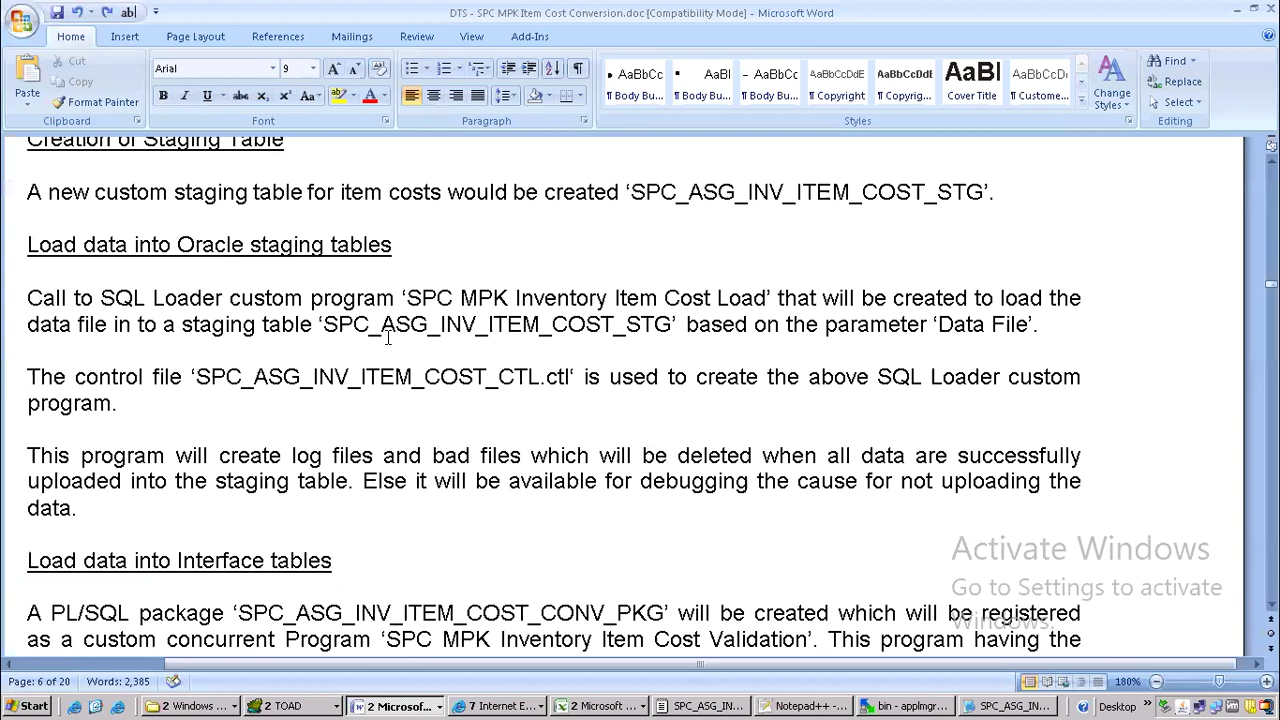 DTS - SPC MPK Item Cost Conversion.doc [Compatibility Mode] - Microsoft Word
Home Insert Page Layout References Mailings Review View Add-Ins
Paste
Cut
Copy
Format Painter
Clipboard
Arial 9
Font
Paragraph
AaBbCc AaBl AaBbCc AaBbCcDdE AaBbCcDdE AaBl AaBbCcDc
¶ Body Bu... ¶ Body Bu... ¶ Body Bu... ¶ Copyright ¶ Copyrig... Cover Title ¶ Custome...
Change Styles
Styles
Find
Replace
Select
Editing
Creation of Staging Table
A new custom staging table for item costs would be created ‘SPC_ASG_INV_ITEM_COST_STG’.
Load data into Oracle staging tables
Call to SQL Loader custom program ‘SPC MPK Inventory Item Cost Load’ that will be created to load the
data file in to a staging table ‘SPC_ASG_INV_ITEM_COST_STG’ based on the parameter ‘Data File’.
The control file ‘SPC_ASG_INV_ITEM_COST_CTL.ctl‘ is used to create the above SQL Loader custom
program.
This program will create log files and bad files which will be deleted when all data are successfully
uploaded into the staging table. Else it will be available for debugging the cause for not uploading the
data.
Load data into Interface tables
A PL/SQL package ‘SPC_ASG_INV_ITEM_COST_CONV_PKG’ will be created which will be registered
as a custom concurrent Program ‘SPC MPK Inventory Item Cost Validation’. This program having the
Activate Windows
Go to Settings to activate
Windows.
Page: 6 of 20 Words: 2,385 180%
Start 2 Windows ... 2 TOAD 2 Microsof... 7 Internet E... 2 Microsoft ... SPC_ASG_IN... Notepad++ -... bin - applmgr... SPC_ASG_IN... Desktop